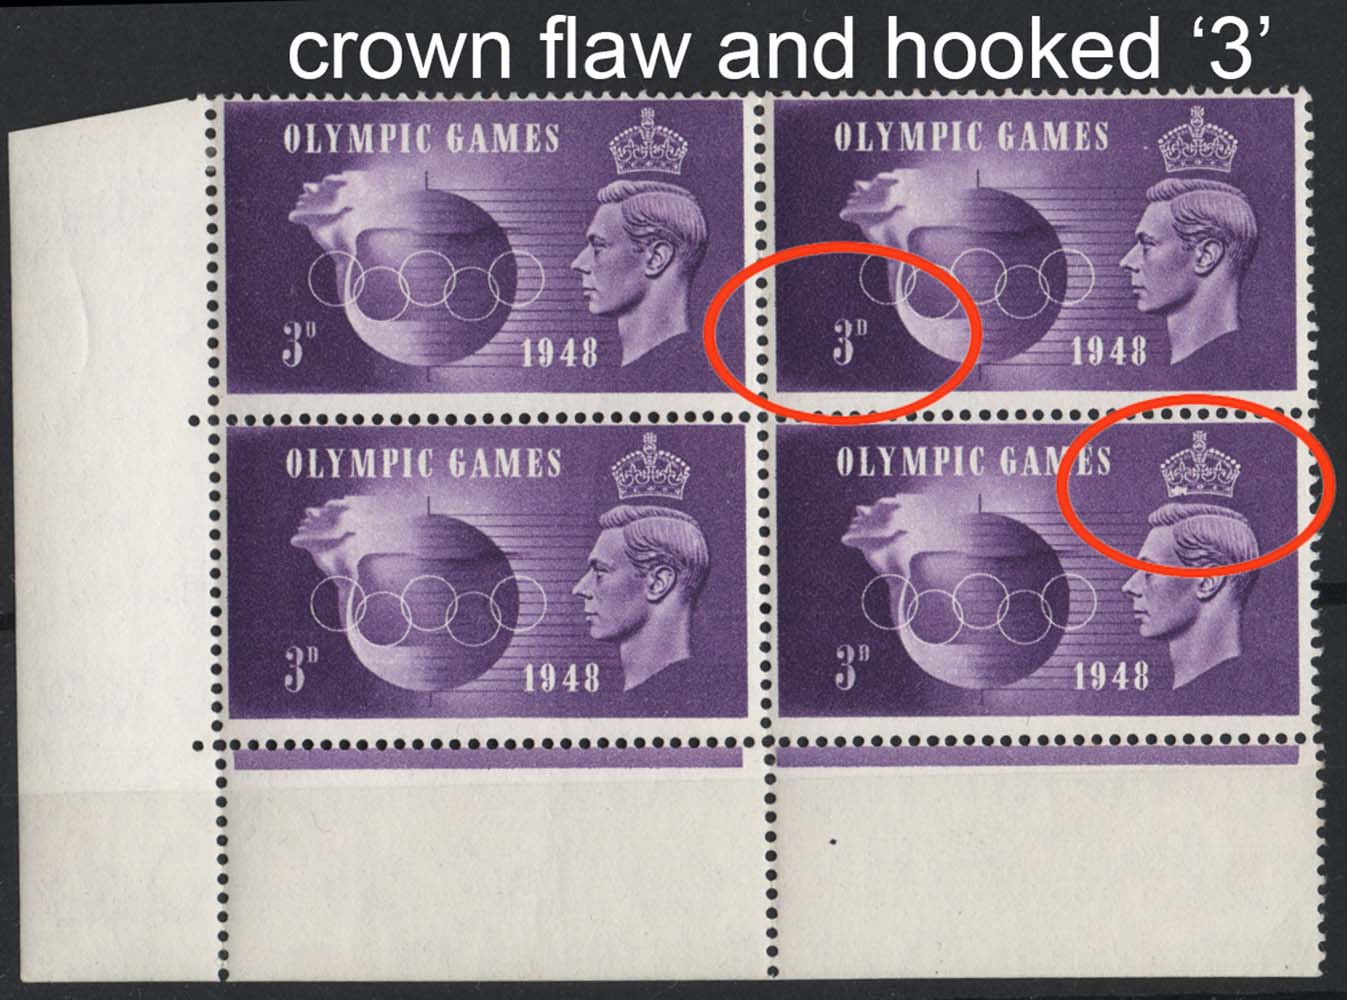 crown flaw and hooked ‘3’
OLYMPIC GAMES
3D
1948
OLYMPIC GAMES
3D
1948
OLYMPIC GAMES
3D
1948
OLYMPIC GAMES
3D
1948